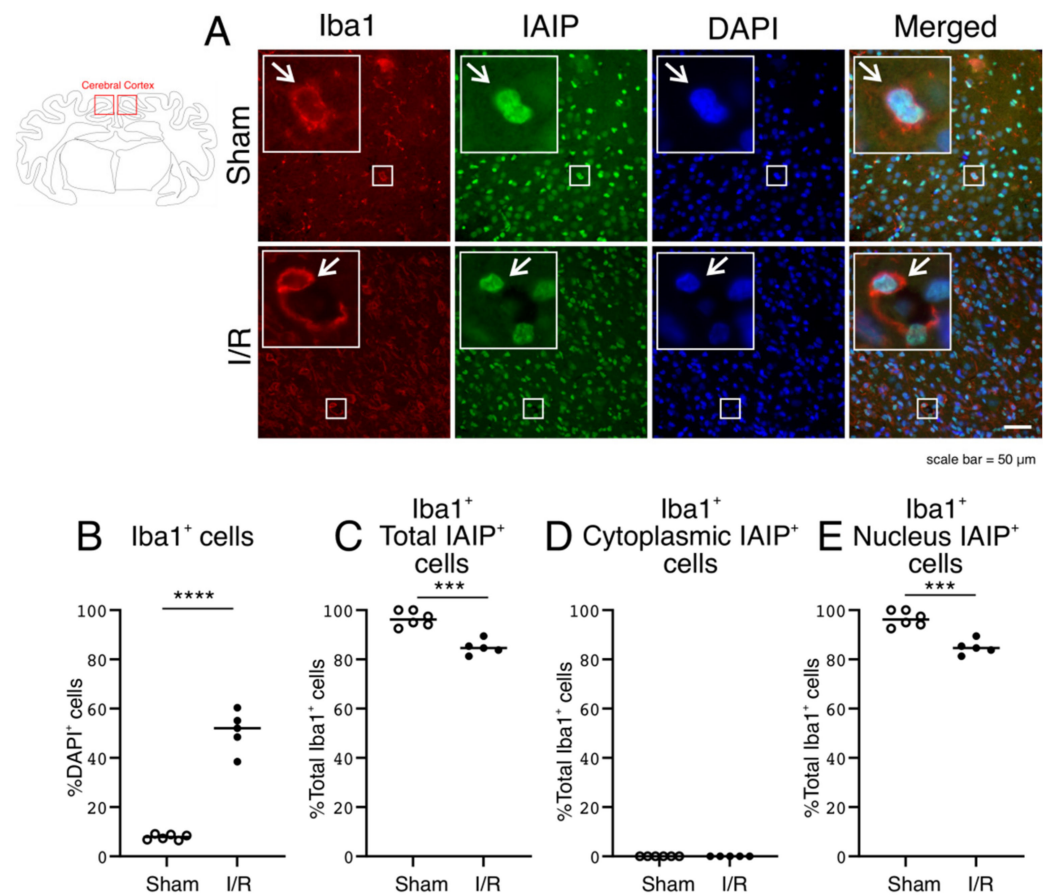 A
Iba1
IAIP
DAPI
Merged
Cerebral Cortex
Sham
I/R
scale bar = 50 µm
B
Iba1⁺ cells
****
%DAPI⁺ cells
100
80
60
40
20
0
Sham I/R
C
Iba1⁺
Total IAIP⁺
cells
***
%Total Iba1⁺ cells
100
80
60
40
20
0
Sham I/R
D
Iba1⁺
Cytoplasmic IAIP⁺
cells
%Total Iba1⁺ cells
100
80
60
40
20
0
Sham I/R
E
Iba1⁺
Nucleus IAIP⁺
cells
***
%Total Iba1⁺ cells
100
80
60
40
20
0
Sham I/R